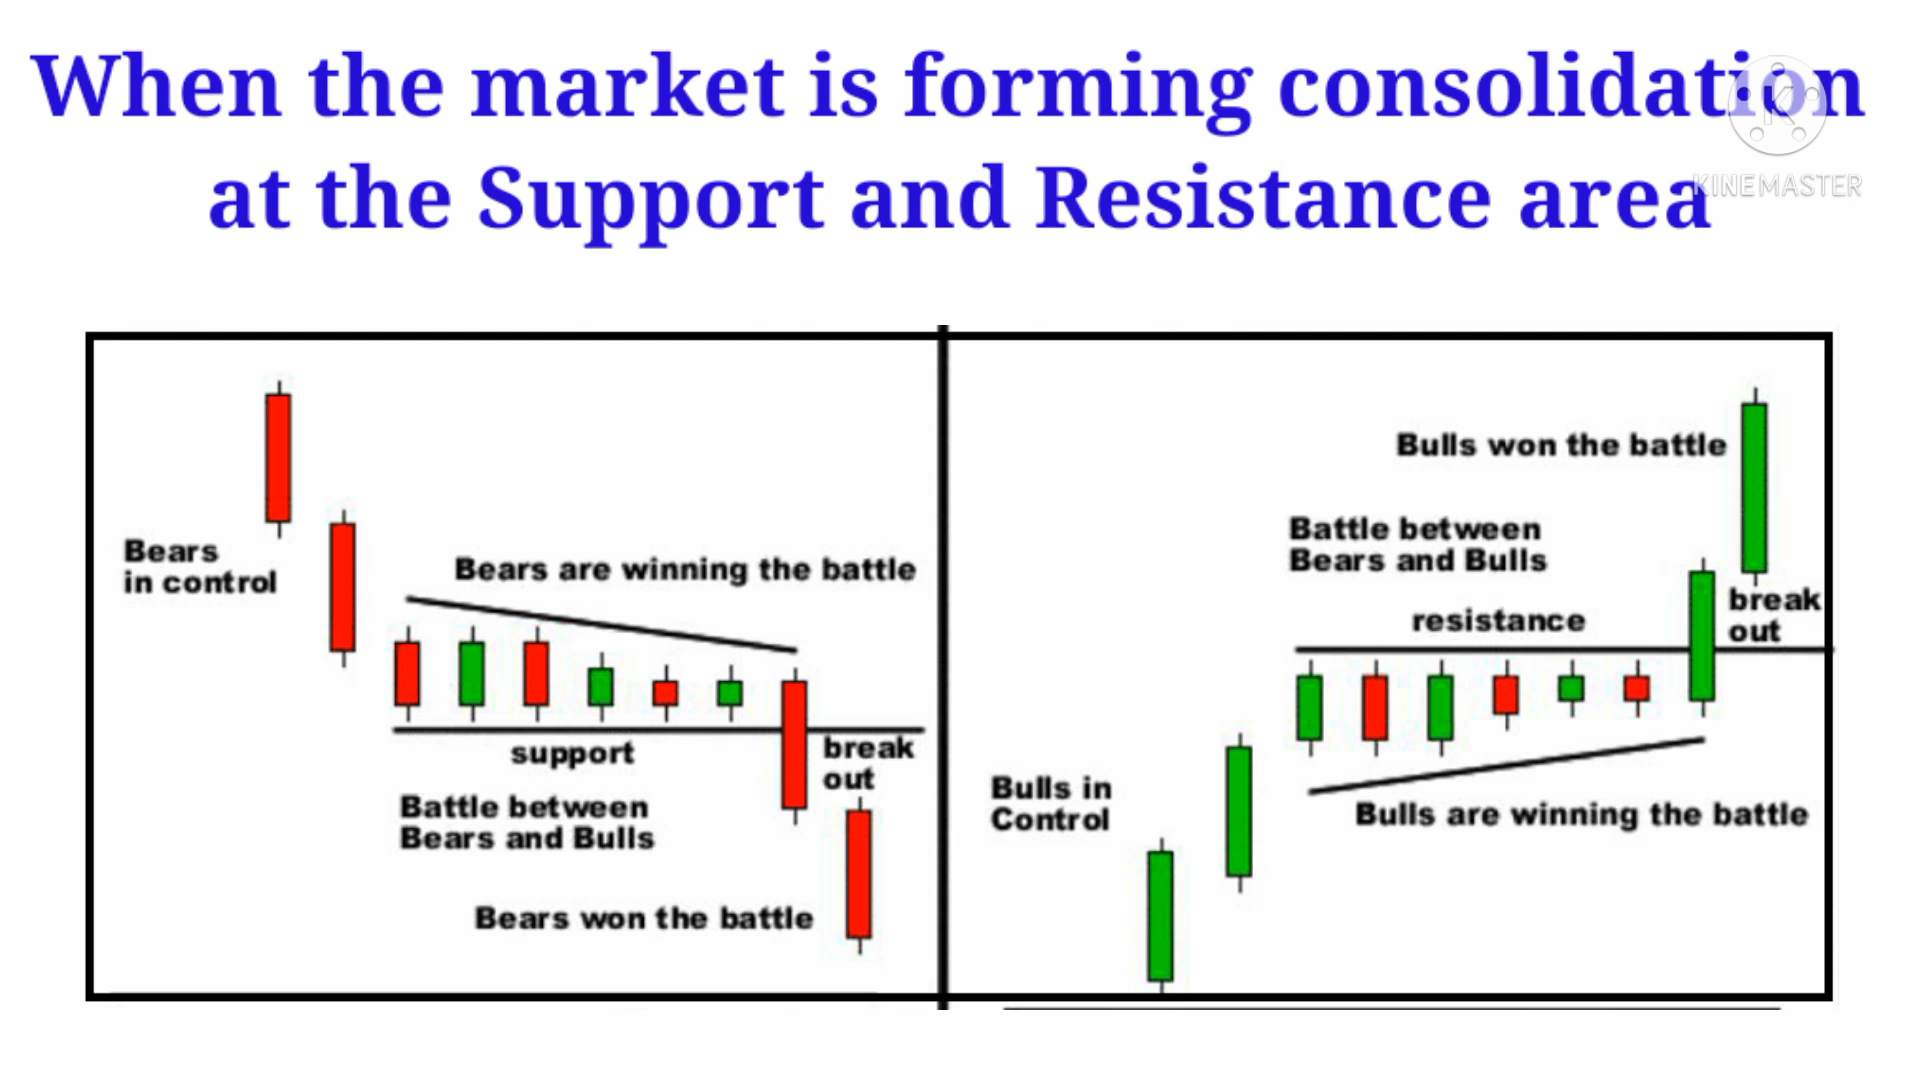 When the market is forming consolidation
at the Support and Resistance area
KINEMASTER
Bears
in control
Bears are winning the battle
support
break
out
Battle between
Bears and Bulls
Bears won the battle
Bulls won the battle
Battle between
Bears and Bulls
resistance
break
out
Bulls in
Control
Bulls are winning the battle